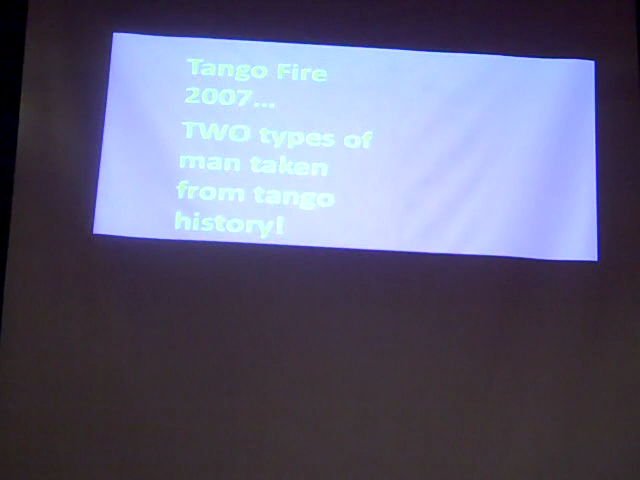 Tango Fire
2007...
TWO types of
man taken
from tango
history!